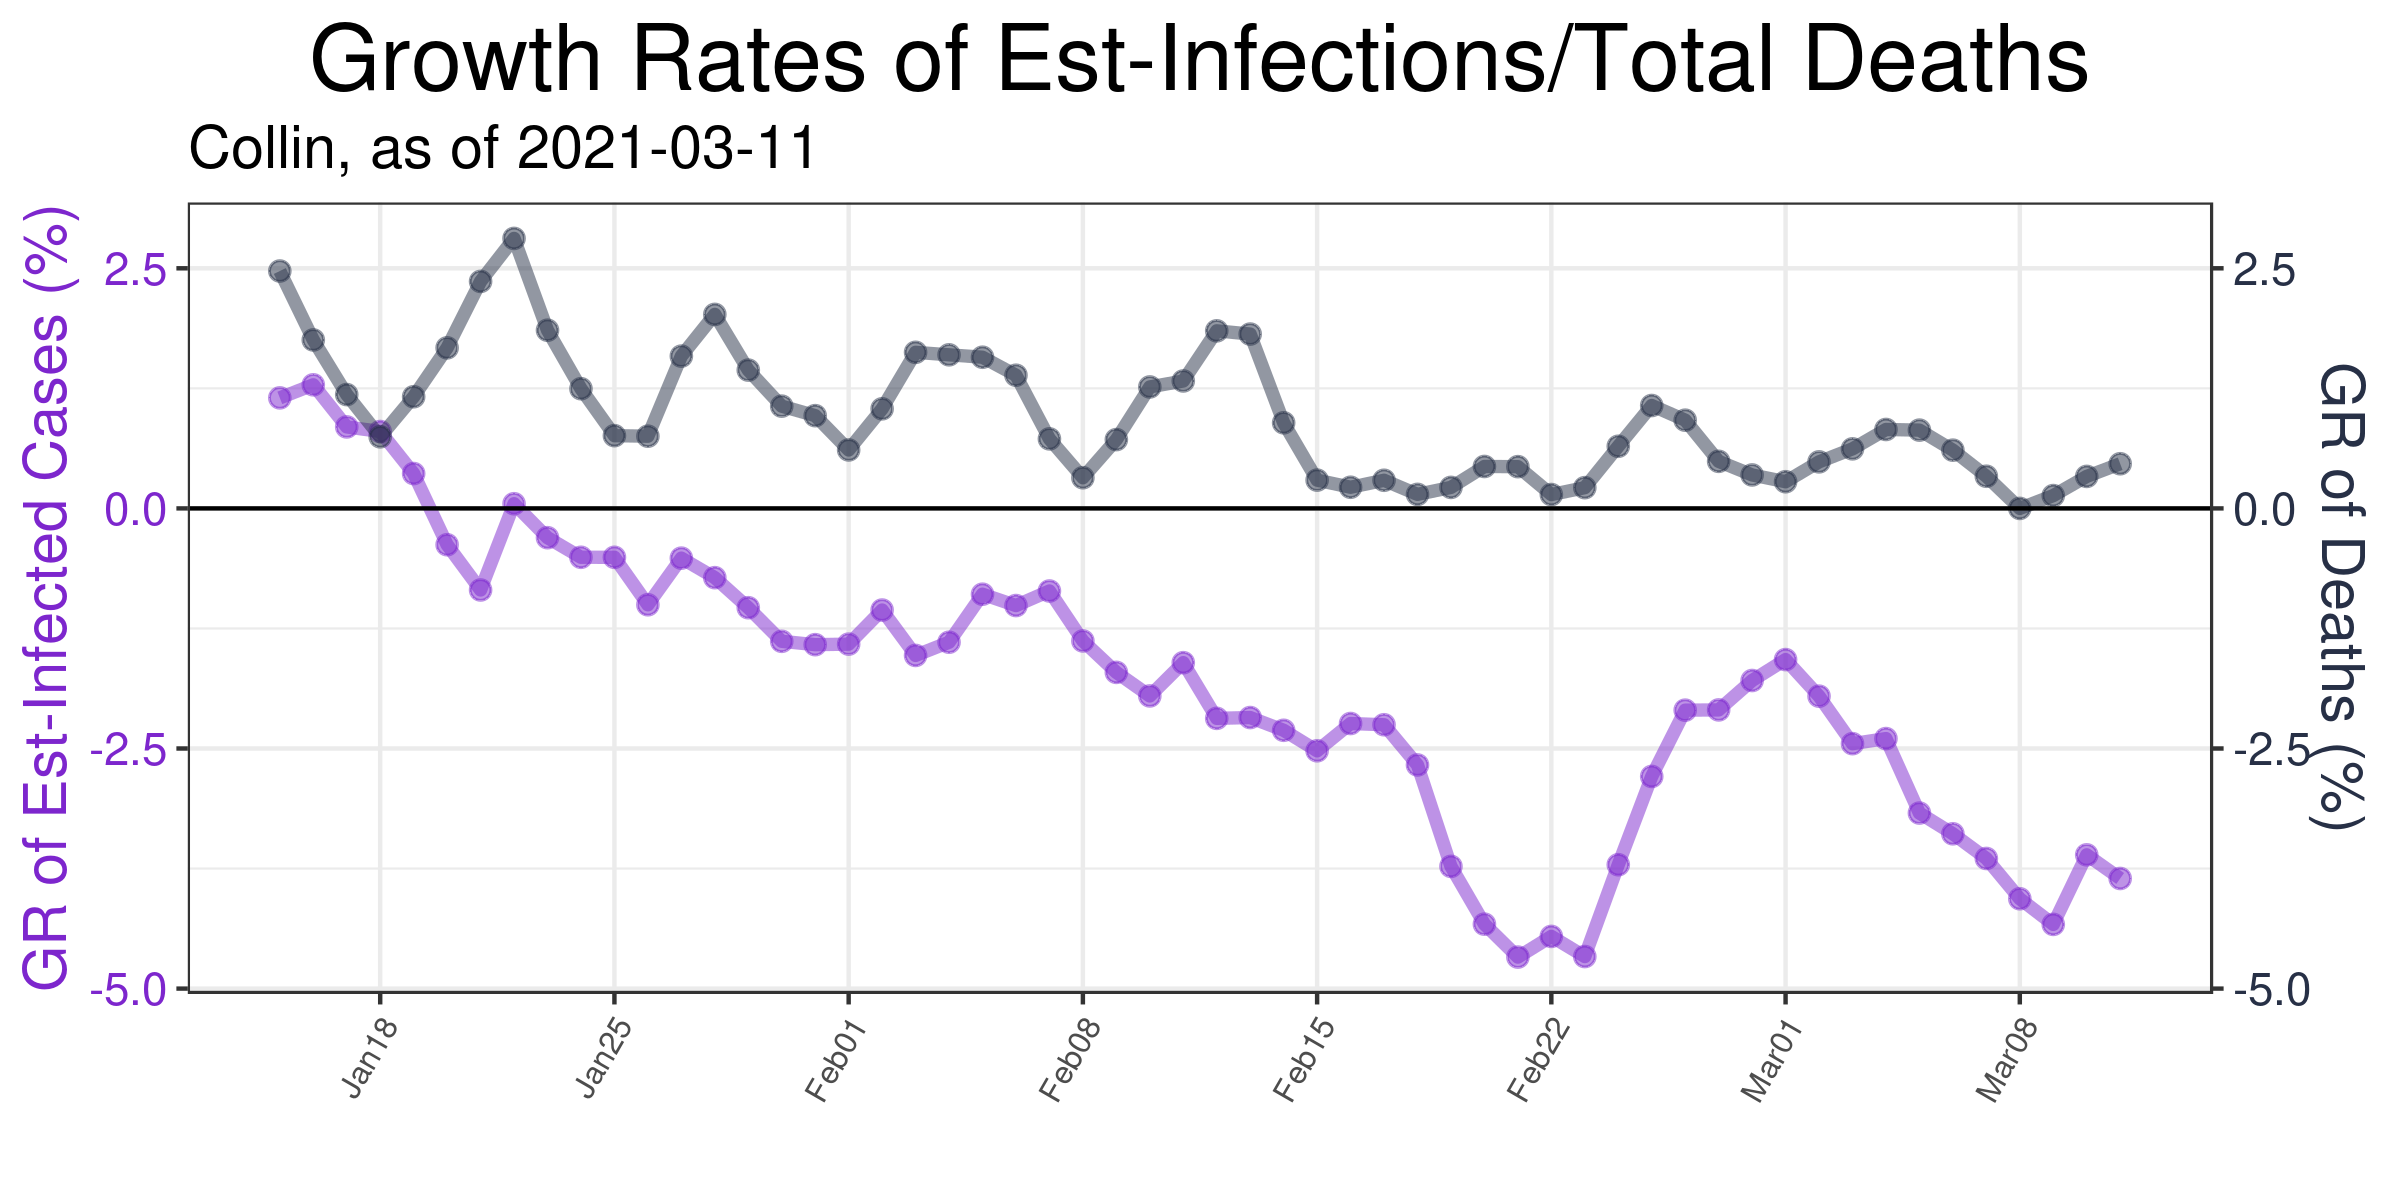 Growth Rates of Est-Infections/Total Deaths
Collin, as of 2021-03-11
GR of Est-Infected Cases (%)
2.5
0.0
-2.5
-5.0
2.5
0.0
-2.5
-5.0
GR of Deaths (%)
Jan18
Jan25
Feb01
Feb08
Feb15
Feb22
Mar01
Mar08